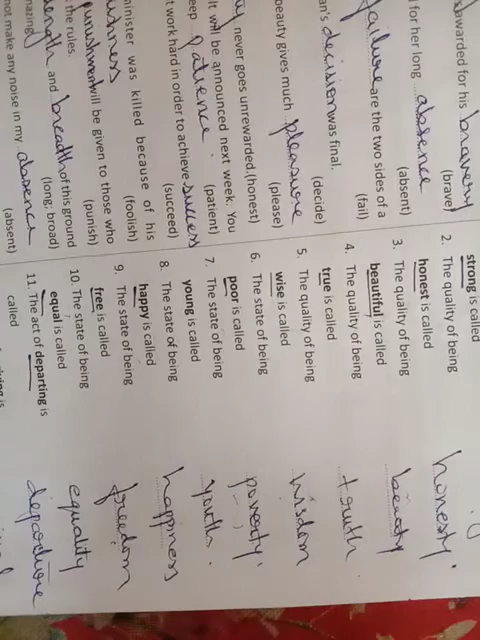 awarded for his bravery
(brave)
for her long absence
(absent)
failure are the two sides of a
(fail)
an's decision was final.
(decide)
beauty gives much pleasure
(please)
never goes unrewarded.(honest)
It will be announced next week. You
eep patience. (patient)
t work hard in order to achieve success
(succeed)
minister was killed because of his
(foolish)
punishment will be given to those who
the rules. (punish)
length and breadth of this ground
mazing (long; broad)
not make any noise in my absence
(absent)
strong is called
2. The quality of being
honest is called honesty.
3. The quality of being
beautiful is called beauty
4. The quality of being
true is called truth.
5. The quality of being
wise is called wisdom
6. The state of being
poor is called poverty.
7. The state of being
young is called youth.
8. The state of being
happy is called happiness
9. The state of being
free is called freedom
10. The state of being
equal is called equality
11. The act of departing is
called departure